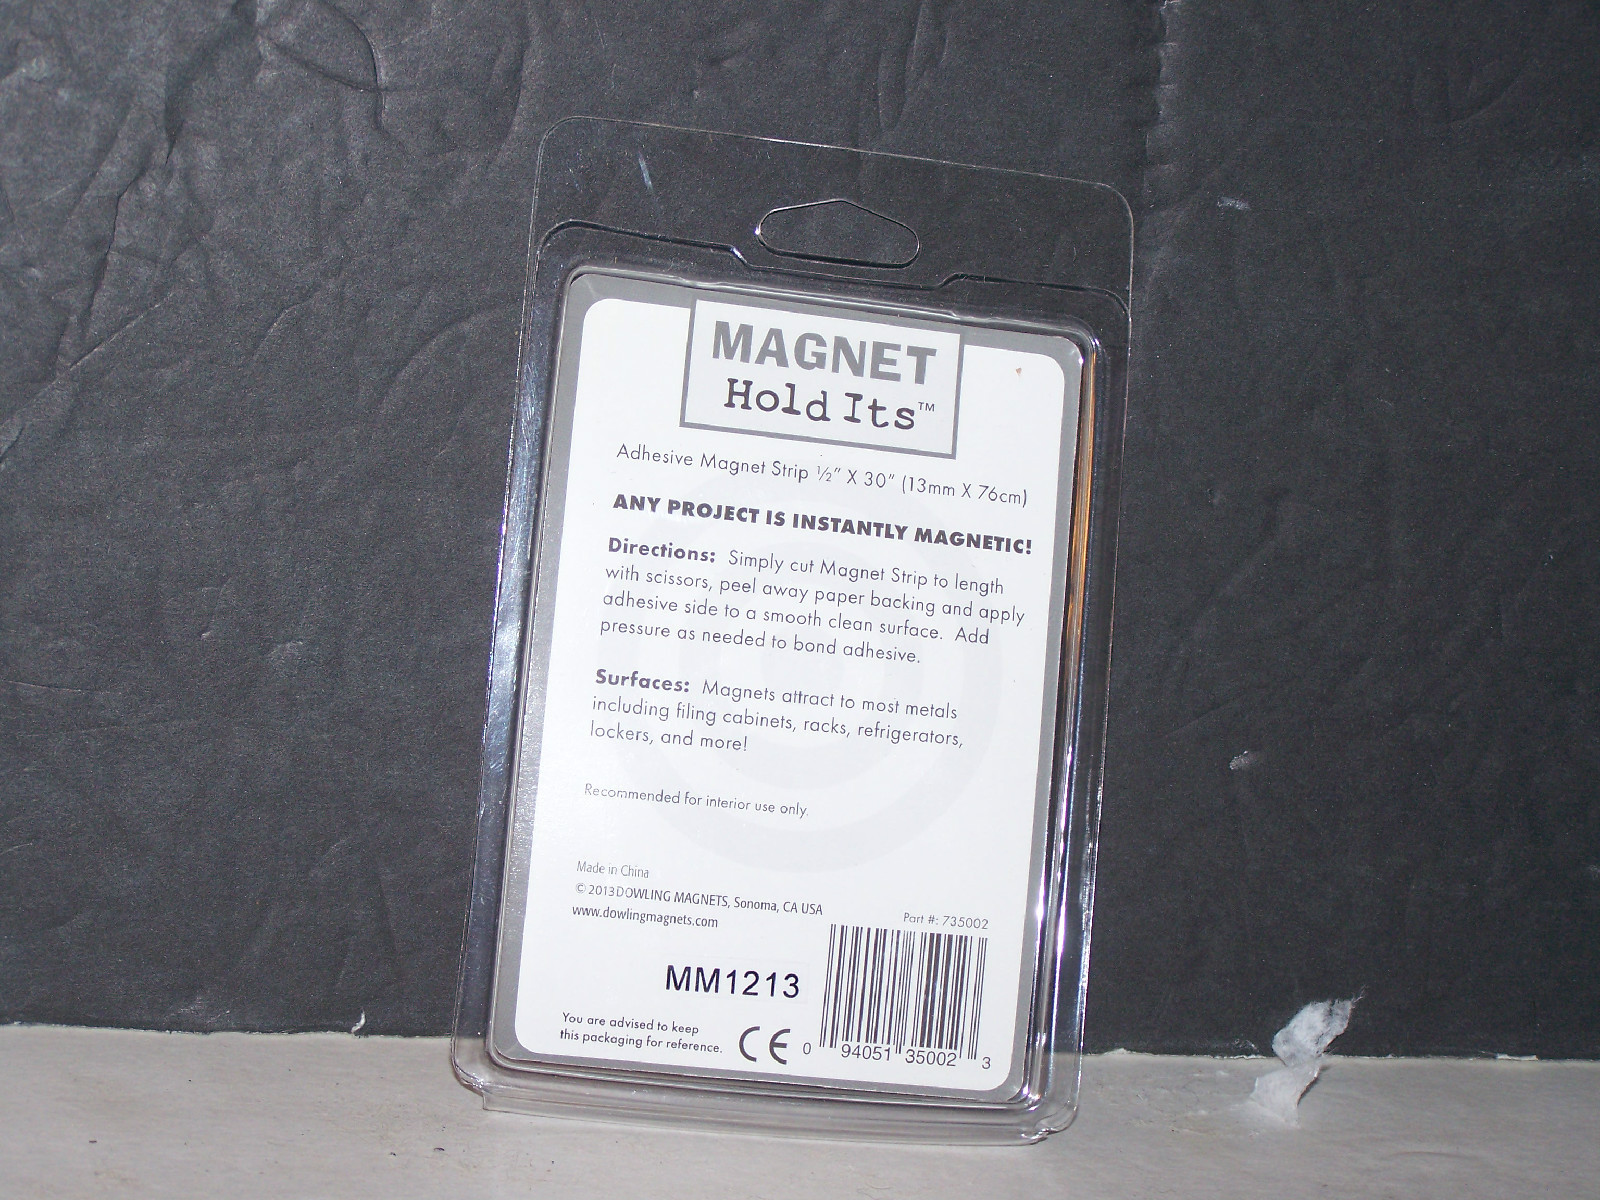 MAGNET
Hold Its™
Adhesive Magnet Strip ½" X 30" (13mm X 76cm)
ANY PROJECT IS INSTANTLY MAGNETIC!
Directions: Simply cut Magnet Strip to length
with scissors, peel away paper backing and apply
adhesive side to a smooth clean surface. Add
pressure as needed to bond adhesive.
Surfaces: Magnets attract to most metals
including filing cabinets, racks, refrigerators,
lockers, and more!
Recommended for interior use only.
Made in China
© 2013 DOWLING MAGNETS, Sonoma, CA USA
www.dowlingmagnets.com
Part #: 735002
MM1213
You are advised to keep
this packaging for reference.
CE
0 94051 35002 3